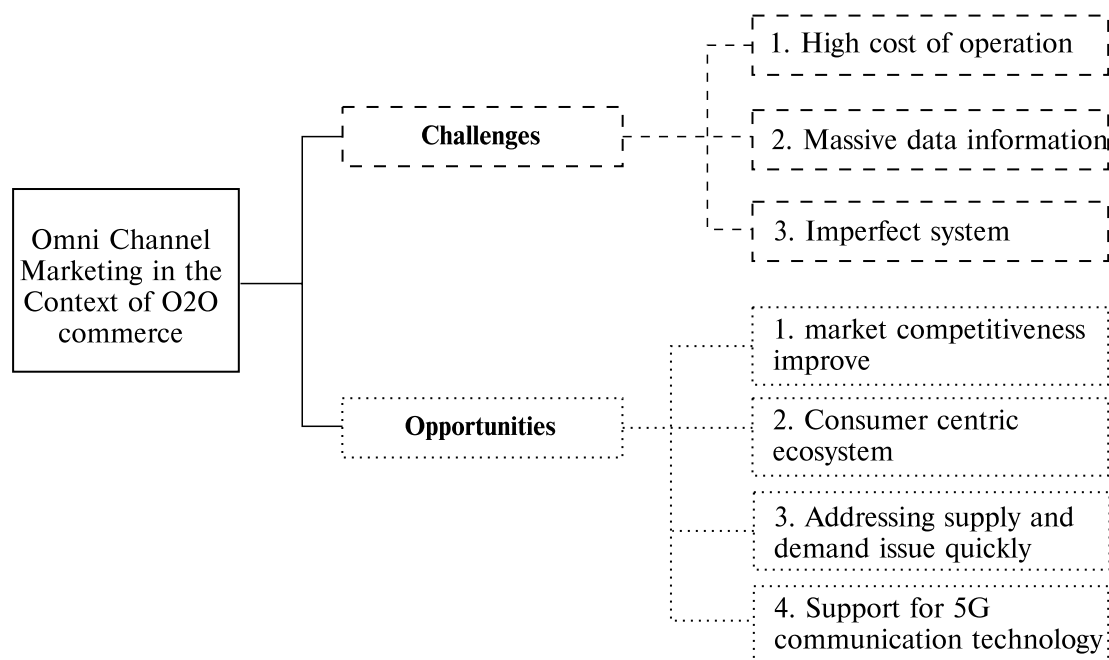 Omni Channel
Marketing in the
Context of O2O
commerce
Challenges
1. High cost of operation
2. Massive data information
3. Imperfect system
Opportunities
1. market competitiveness
improve
2. Consumer centric
ecosystem
3. Addressing supply and
demand issue quickly
4. Support for 5G
communication technology